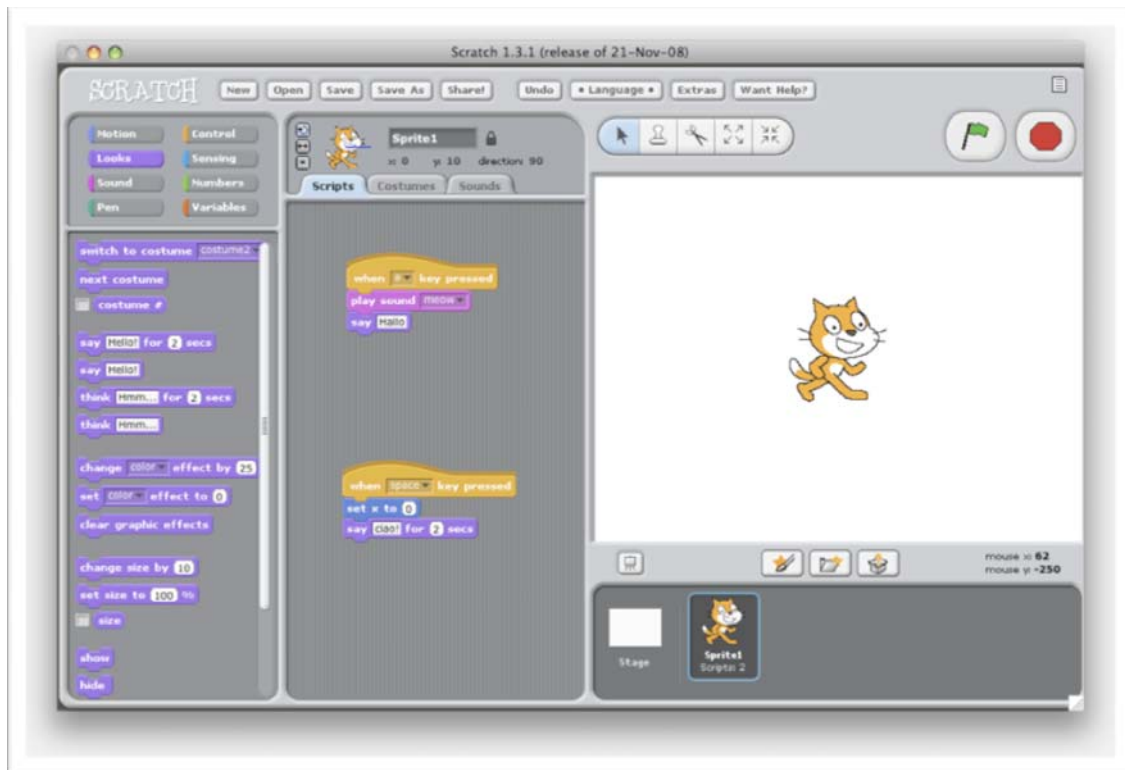 Scratch 1.3.1 (release of 21-Nov-08)
SCRATCH New Open Save Save As Share! Undo • Language • Extras Want Help?
Motion Control
Looks Sensing
Sound Numbers
Pen Variables
Sprite1
x: 0 y: 10 direction: 90
Scripts Costumes Sounds
switch to costume costume2
next costume
costume #
say Hello! for 2 secs
say Hello!
think Hmm... for 2 secs
think Hmm...
change color effect by 25
set color effect to 0
clear graphic effects
change size by 10
set size to 100 %
size
show
hide
when key pressed
play sound meow
say Hallo
when space key pressed
set x to 0
say ciao! for 2 secs
mouse x: 62
mouse y: -250
Stage
Sprite1
Scripts: 2